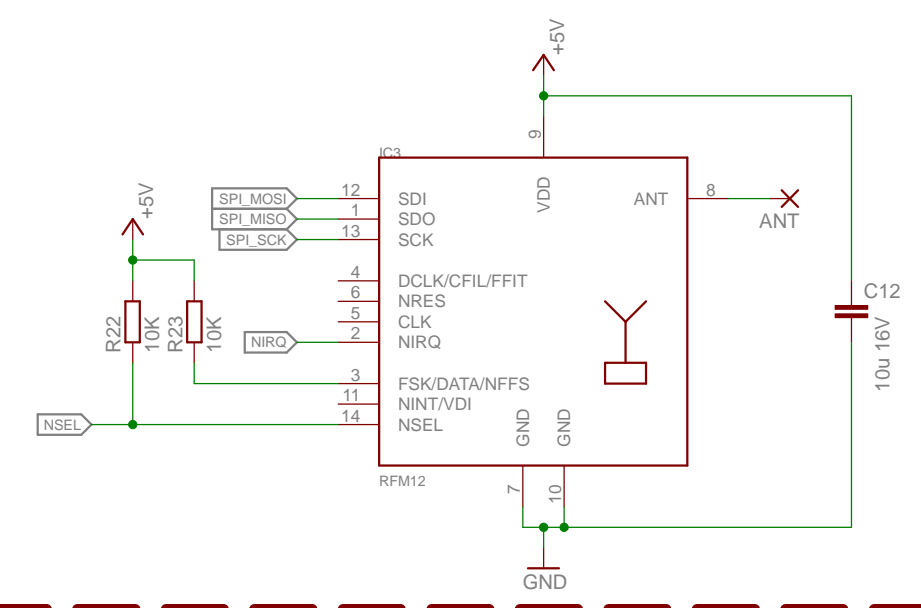 +5V
9
IC3
VDD
SPI_MOSI 12 SDI ANT 8
SPI_MISO 1 SDO
SPI_SCK 13 SCK
ANT
+5V
4 DCLK/CFIL/FFIT
6 NRES
5 CLK
NIRQ 2 NIRQ
R22 10K R23 10K
C12
10u 16V
3 FSK/DATA/NFFS
11 NINT/VDI
NSEL 14 NSEL
GND GND
RFM12
7 10
GND